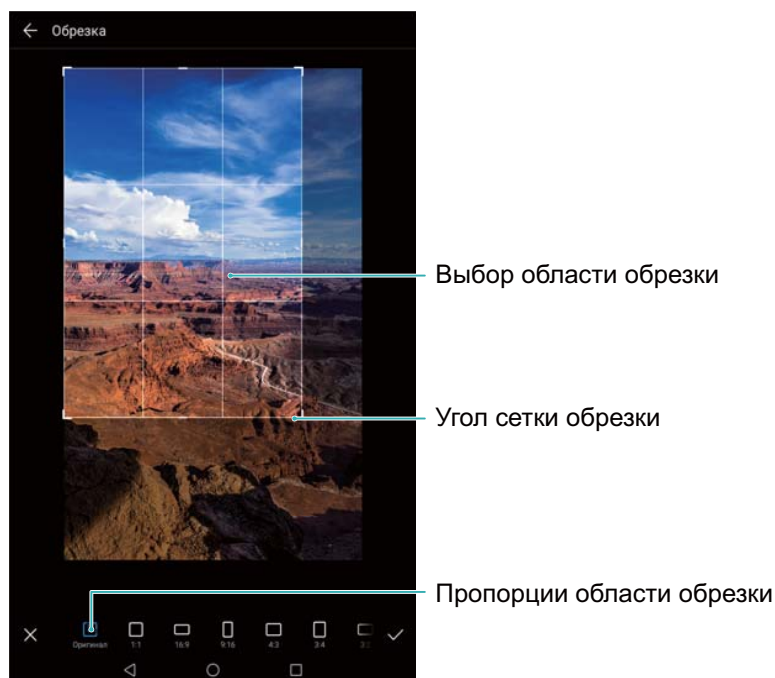 Обрезка
Выбор области обрезки
Угол сетки обрезки
Пропорции области обрезки
Оригинал 1:1 16:9 9:16 4:3 3:4